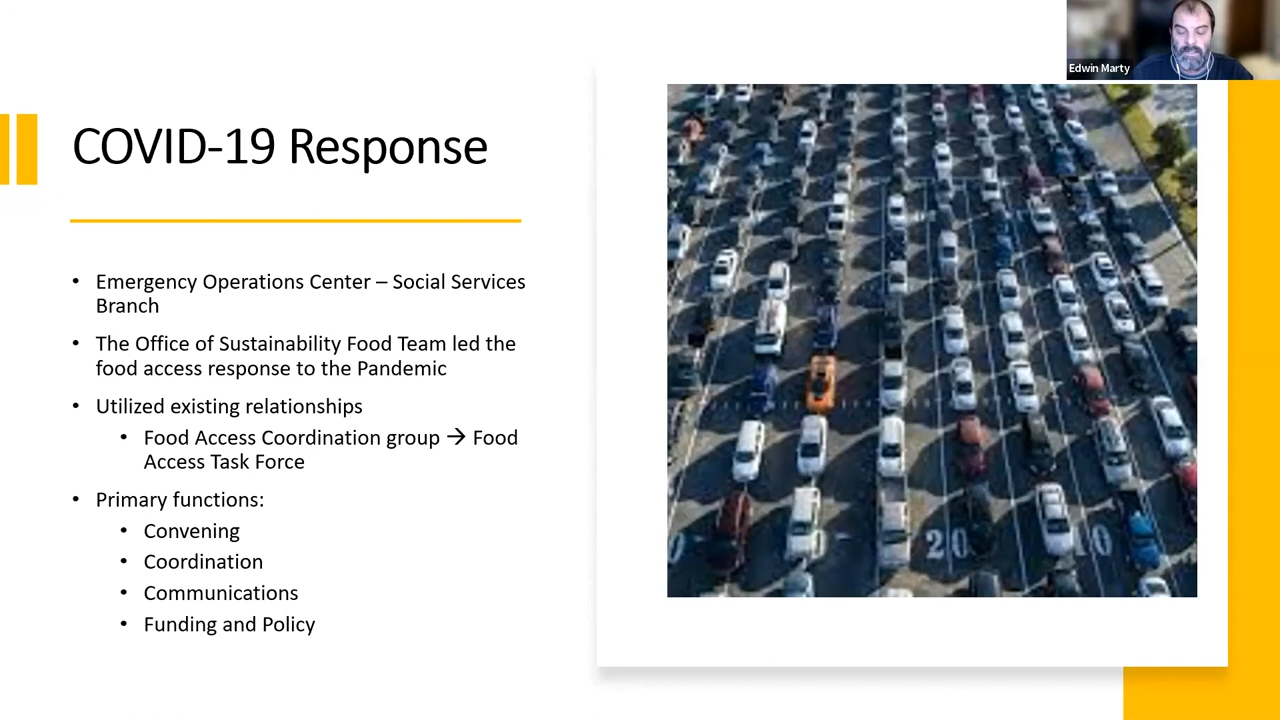 Edwin Marty
COVID-19 Response
• Emergency Operations Center – Social Services
Branch
• The Office of Sustainability Food Team led the
food access response to the Pandemic
• Utilized existing relationships
• Food Access Coordination group → Food
Access Task Force
• Primary functions:
• Convening
• Coordination
• Communications
• Funding and Policy
20
10